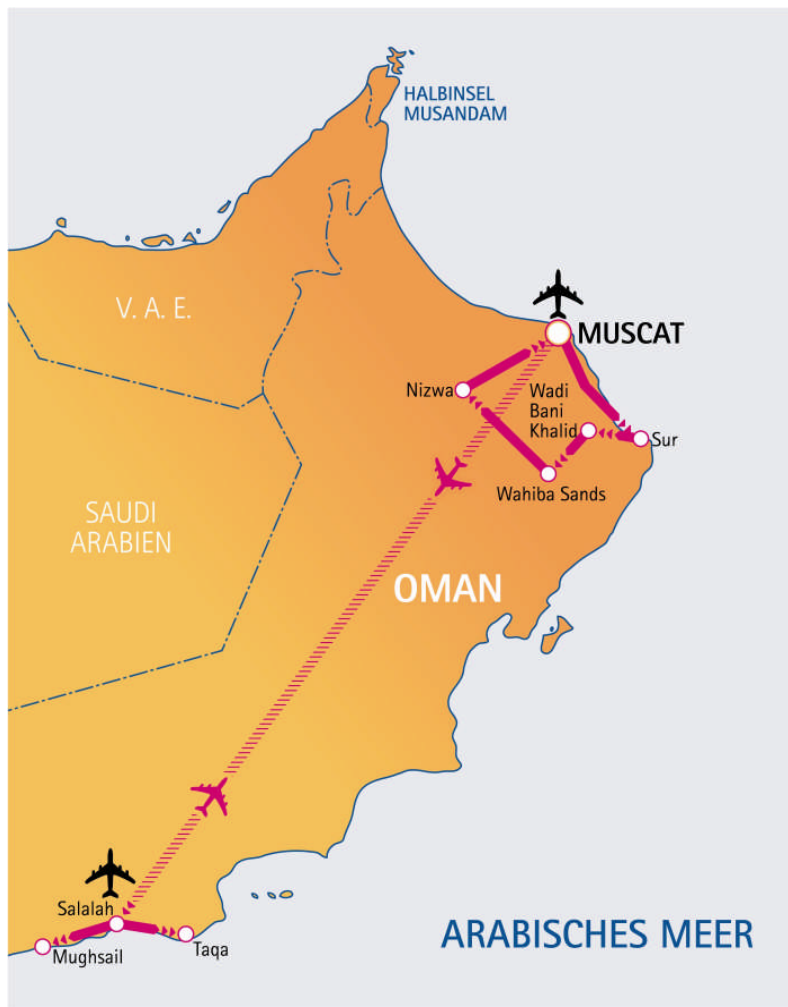 HALBINSEL
MUSANDAM
V. A. E.
MUSCAT
Nizwa
Wadi
Bani
Khalid
Sur
Wahiba Sands
SAUDI
ARABIEN
OMAN
Salalah
Mughsail
Taqa
ARABISCHES MEER